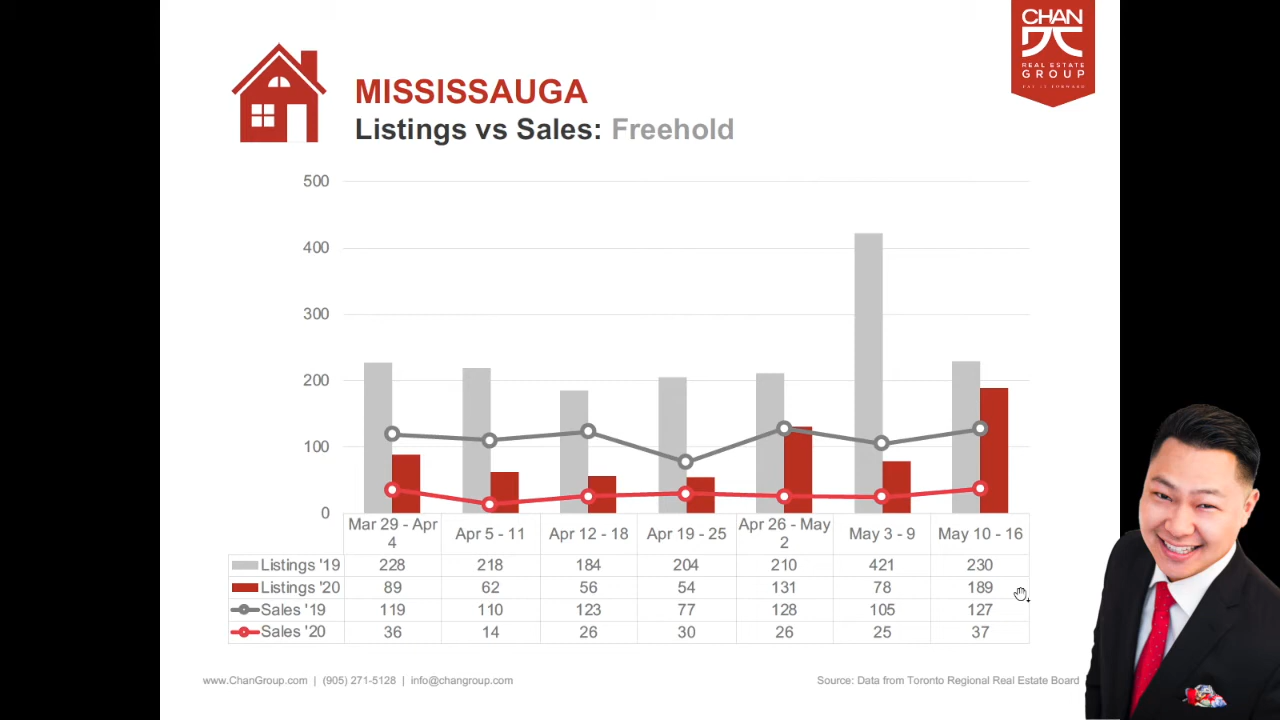 CHAN
REAL ESTATE
GROUP
PAY IT FORWARD
MISSISSAUGA
Listings vs Sales: Freehold
500
400
300
200
100
0
Mar 29 - Apr 4 Apr 5 - 11 Apr 12 - 18 Apr 19 - 25 Apr 26 - May 2 May 3 - 9 May 10 - 16
Listings '19 228 218 184 204 210 421 230
Listings '20 89 62 56 54 131 78 189
Sales '19 119 110 123 77 128 105 127
Sales '20 36 14 26 30 26 25 37
www.ChanGroup.com | (905) 271-5128 | info@changroup.com
Source: Data from Toronto Regional Real Estate Board